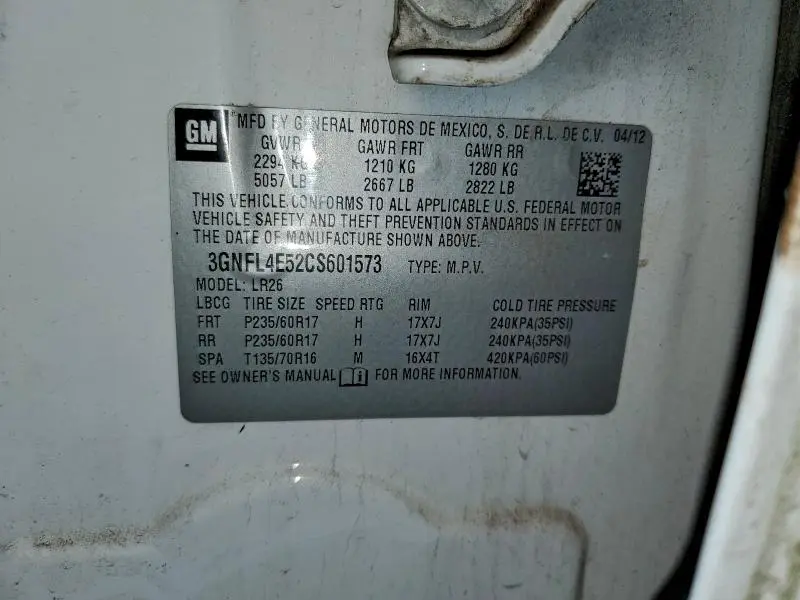 GM MFD BY GENERAL MOTORS DE MEXICO, S. DE R.L. DE C.V. 04/12
GVWR GAWR FRT GAWR RR
2294 KG 1210 KG 1280 KG
5057 LB 2667 LB 2822 LB
THIS VEHICLE CONFORMS TO ALL APPLICABLE U.S. FEDERAL MOTOR
VEHICLE SAFETY AND THEFT PREVENTION STANDARDS IN EFFECT ON
THE DATE OF MANUFACTURE SHOWN ABOVE.
3GNFL4E52CS601573 TYPE: M.P.V.
MODEL: LR26
LBCG TIRE SIZE SPEED RTG RIM COLD TIRE PRESSURE
FRT P235/60R17 H 17X7J 240KPA(35PSI)
RR P235/60R17 H 17X7J 240KPA(35PSI)
SPA T135/70R16 M 16X4T 420KPA(60PSI)
SEE OWNER'S MANUAL FOR MORE INFORMATION.